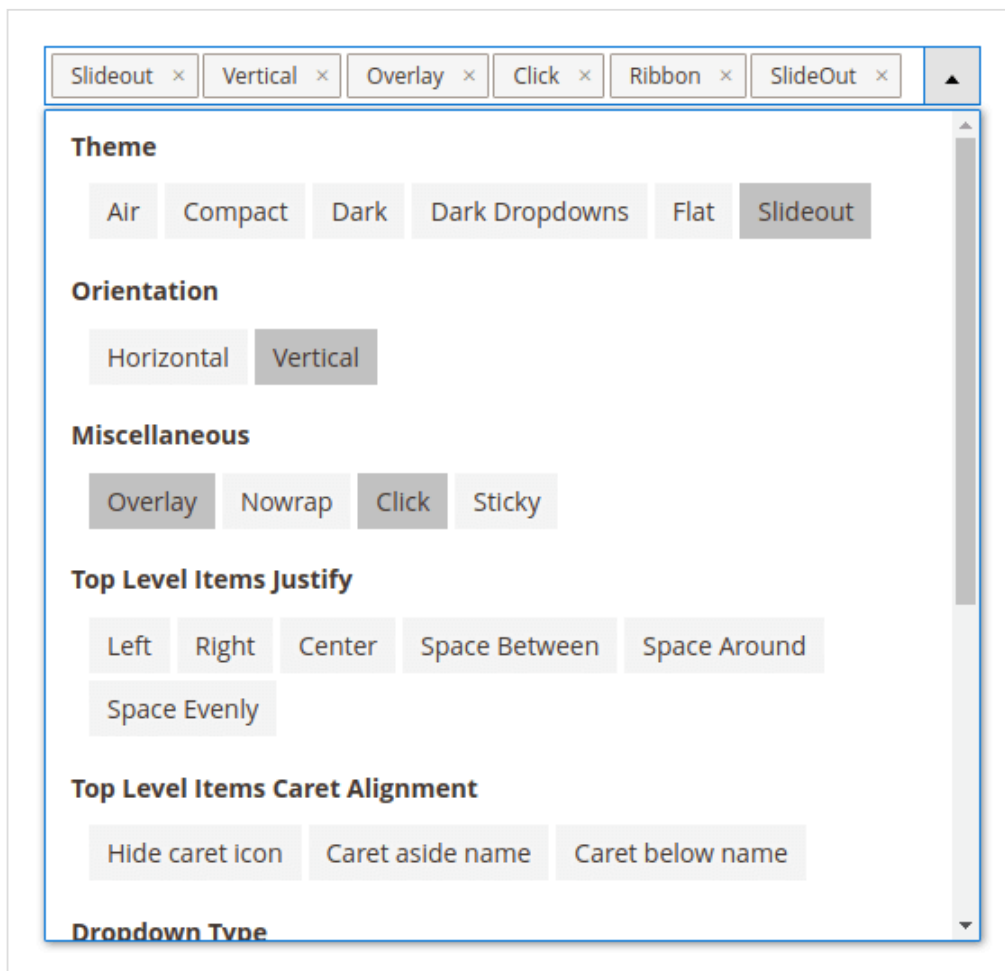 Slideout × Vertical × Overlay × Click × Ribbon × SlideOut ×
Theme
Air Compact Dark Dark Dropdowns Flat Slideout
Orientation
Horizontal Vertical
Miscellaneous
Overlay Nowrap Click Sticky
Top Level Items Justify
Left Right Center Space Between Space Around
Space Evenly
Top Level Items Caret Alignment
Hide caret icon Caret aside name Caret below name
Dropdown Type